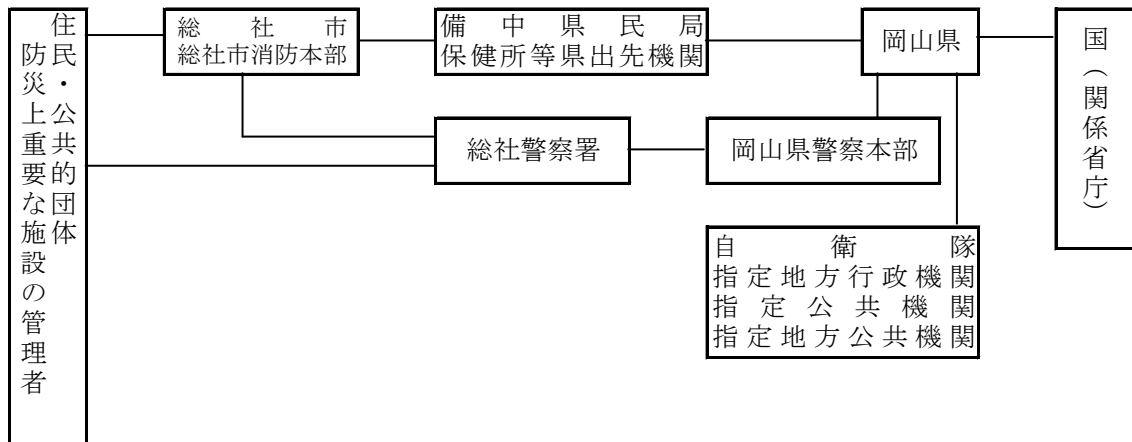 住民・公共的団体
防災上重要な施設の管理者
総社市
総社市消防本部
備中県民局
保健所等県出先機関
岡山県
国（関係省庁）
総社警察署
岡山県警察本部
自衛隊
指定地方行政機関
指定公共機関
指定地方公共機関